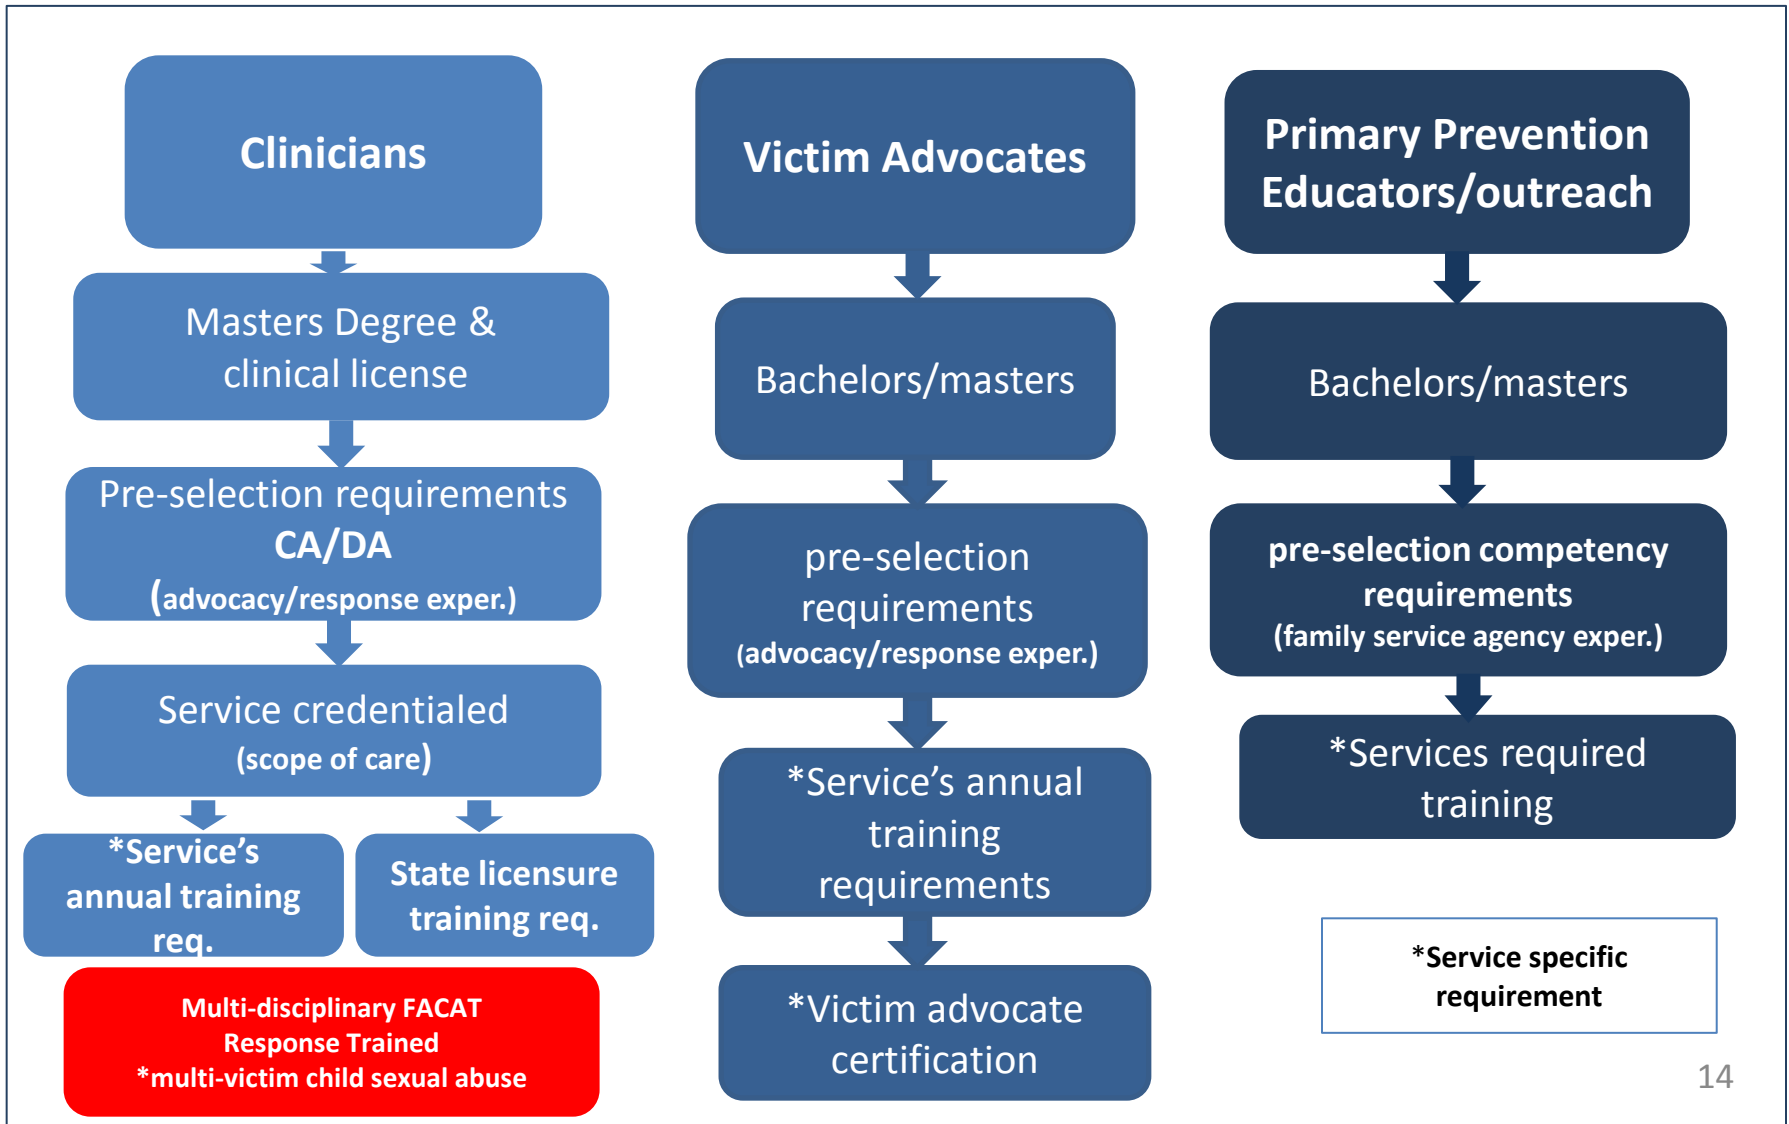 Clinicians
Masters Degree &
clinical license
Pre-selection requirements
CA/DA
(advocacy/response exper.)
Service credentialed
(scope of care)
*Service’s
annual training
req.
State licensure
training req.
Multi-disciplinary FACAT
Response Trained
*multi-victim child sexual abuse
Victim Advocates
Bachelors/masters
pre-selection
requirements
(advocacy/response exper.)
*Service’s annual
training
requirements
*Victim advocate
certification
Primary Prevention
Educators/outreach
Bachelors/masters
pre-selection competency
requirements
(family service agency exper.)
*Services required
training
*Service specific
requirement
14